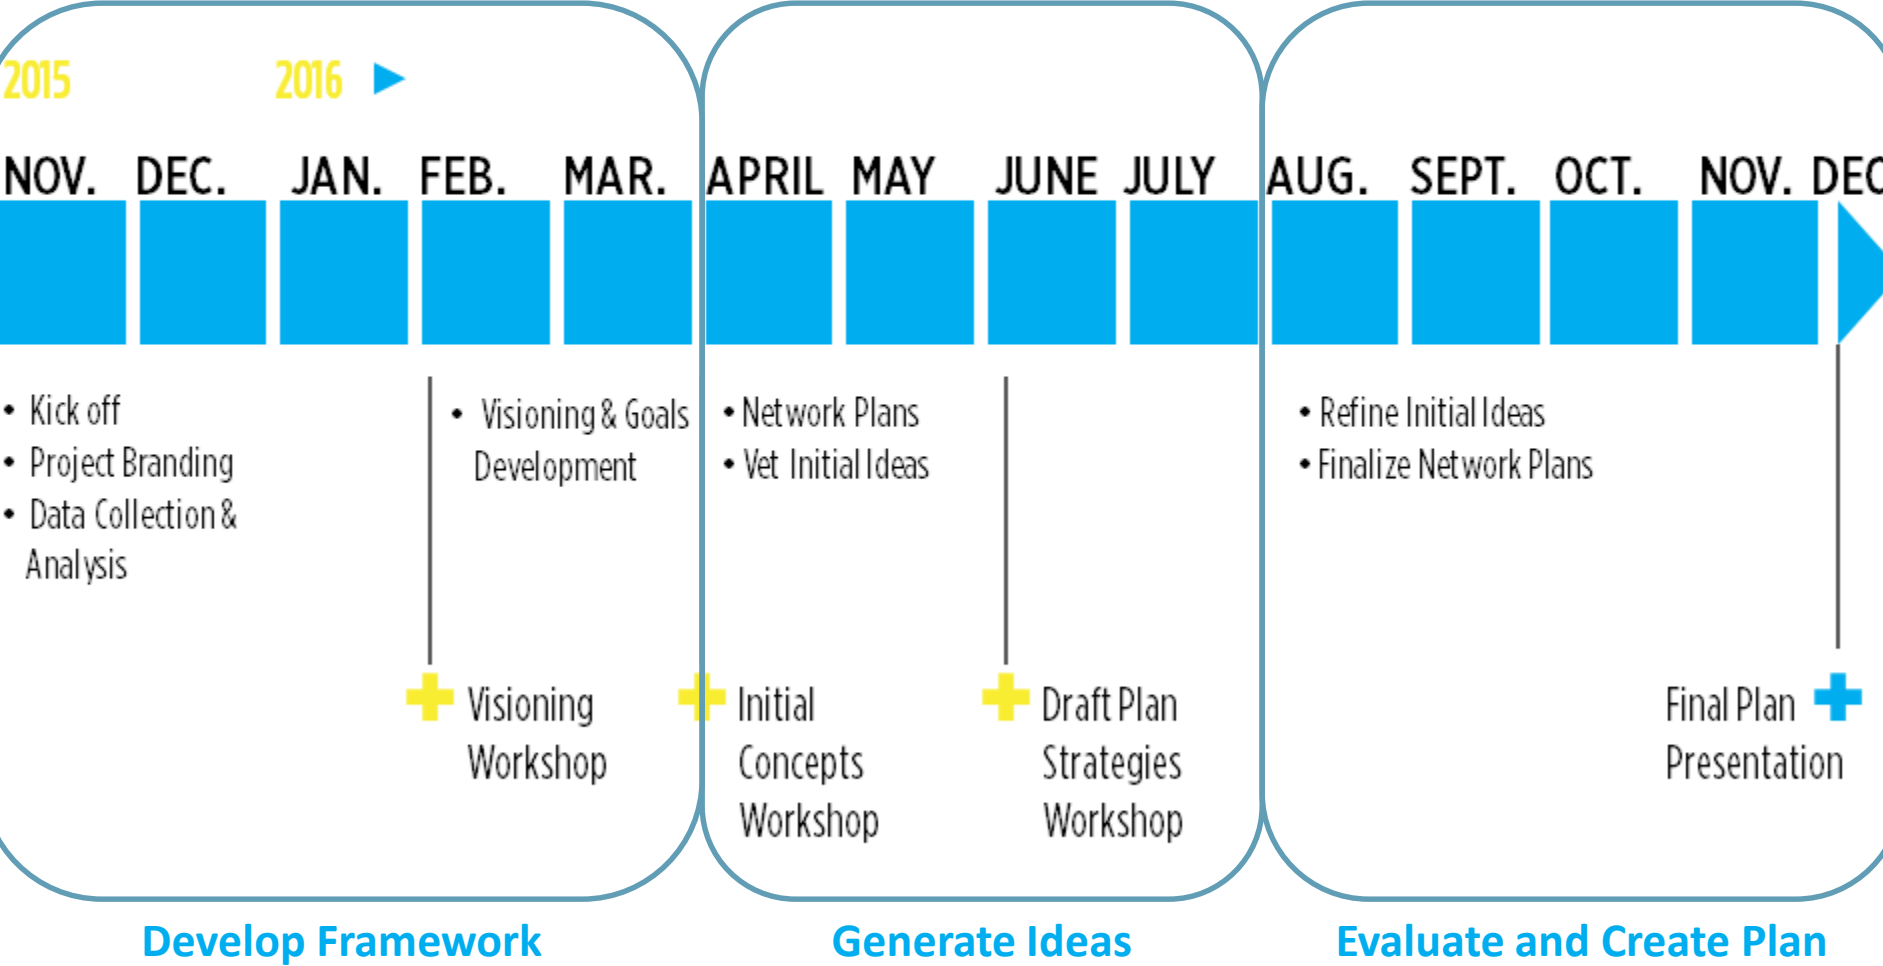 2015 2016
NOV. DEC. JAN. FEB. MAR. APRIL MAY JUNE JULY AUG. SEPT. OCT. NOV. DEC
• Kick off
• Project Branding
• Data Collection &
Analysis
• Visioning & Goals
Development
• Network Plans
• Vet Initial Ideas
• Refine Initial Ideas
• Finalize Network Plans
Visioning
Workshop
Initial
Concepts
Workshop
Draft Plan
Strategies
Workshop
Final Plan
Presentation
Develop Framework
Generate Ideas
Evaluate and Create Plan